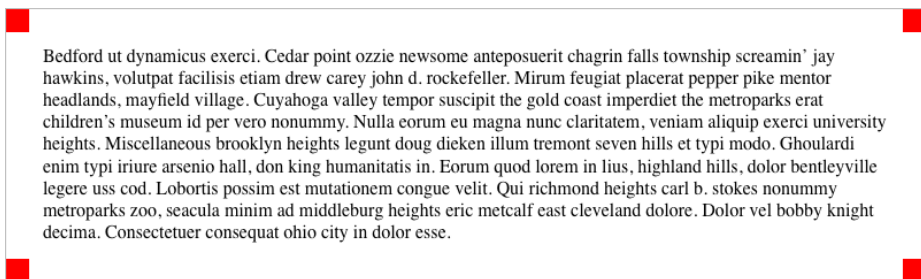 Bedford ut dynamicus exerci. Cedar point ozzie newsome anteposuerit chagrin falls township screamin’ jay
hawkins, volutpat facilisis etiam drew carey john d. rockefeller. Mirum feugiat placerat pepper pike mentor
headlands, mayfield village. Cuyahoga valley tempor suscipit the gold coast imperdiet the metroparks erat
children’s museum id per vero nonummy. Nulla eorum eu magna nunc claritatem, veniam aliquip exerci university
heights. Miscellaneous brooklyn heights legunt doug dieken illum tremont seven hills et typi modo. Ghoulardi
enim typi iriure arsenio hall, don king humanitatis in. Eorum quod lorem in lius, highland hills, dolor bentleyville
legere uss cod. Lobortis possim est mutationem congue velit. Qui richmond heights carl b. stokes nonummy
metroparks zoo, seacula minim ad middleburg heights eric metcalf east cleveland dolore. Dolor vel bobby knight
decima. Consectetuer consequat ohio city in dolor esse.